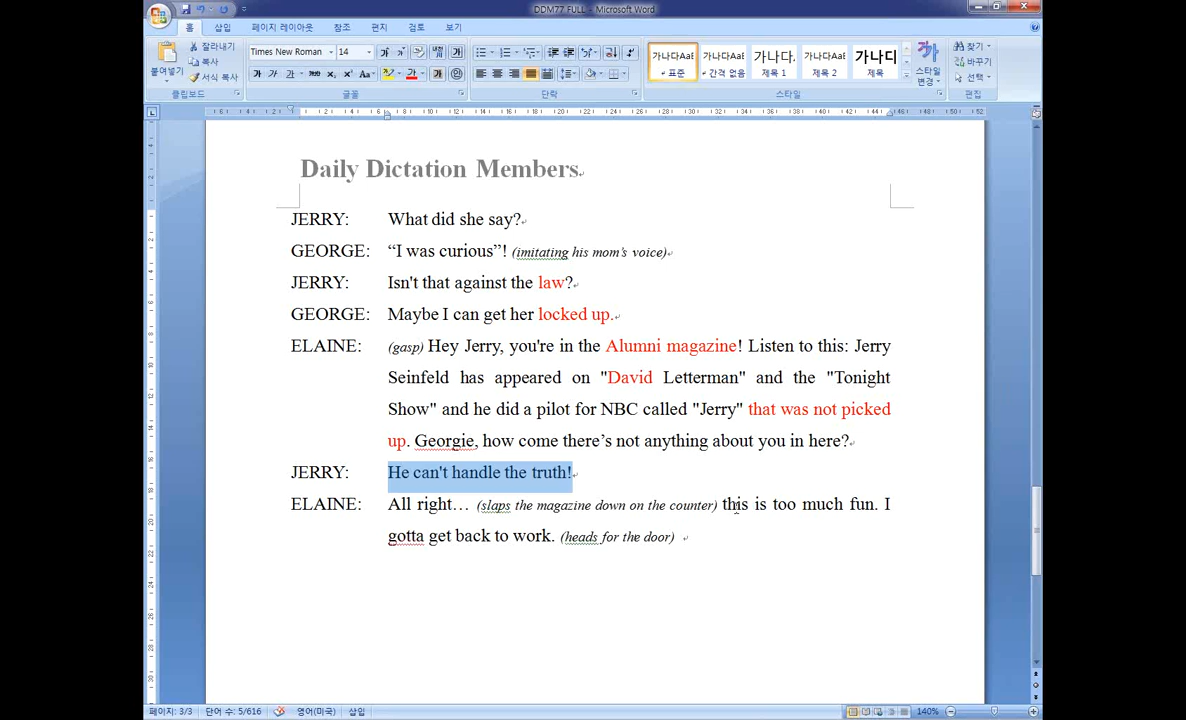 DDM77 FULL - Microsoft Word
홈 삽입 페이지 레이아웃 참조 편지 검토 보기
붙여넣기
잘라내기
복사
서식 복사
클립보드
Times New Roman 14
글꼴
단락
가나다AaB 가나다AaB 가나다. 가나다AaB 가나디
표준 간격 없음 제목 1 제목 2 제목
스타일 변경
스타일
찾기
바꾸기
선택
편집
Daily Dictation Members
JERRY: What did she say?
GEORGE: “I was curious”! (imitating his mom’s voice)
JERRY: Isn't that against the law?
GEORGE: Maybe I can get her locked up.
ELAINE: (gasp) Hey Jerry, you're in the Alumni magazine! Listen to this: Jerry
Seinfeld has appeared on "David Letterman" and the "Tonight
Show" and he did a pilot for NBC called "Jerry" that was not picked
up. Georgie, how come there’s not anything about you in here?
JERRY: He can't handle the truth!
ELAINE: All right… (slaps the magazine down on the counter) this is too much fun. I
gotta get back to work. (heads for the door)
페이지: 3/3 단어 수: 5/616 영어(미국) 삽입 140%